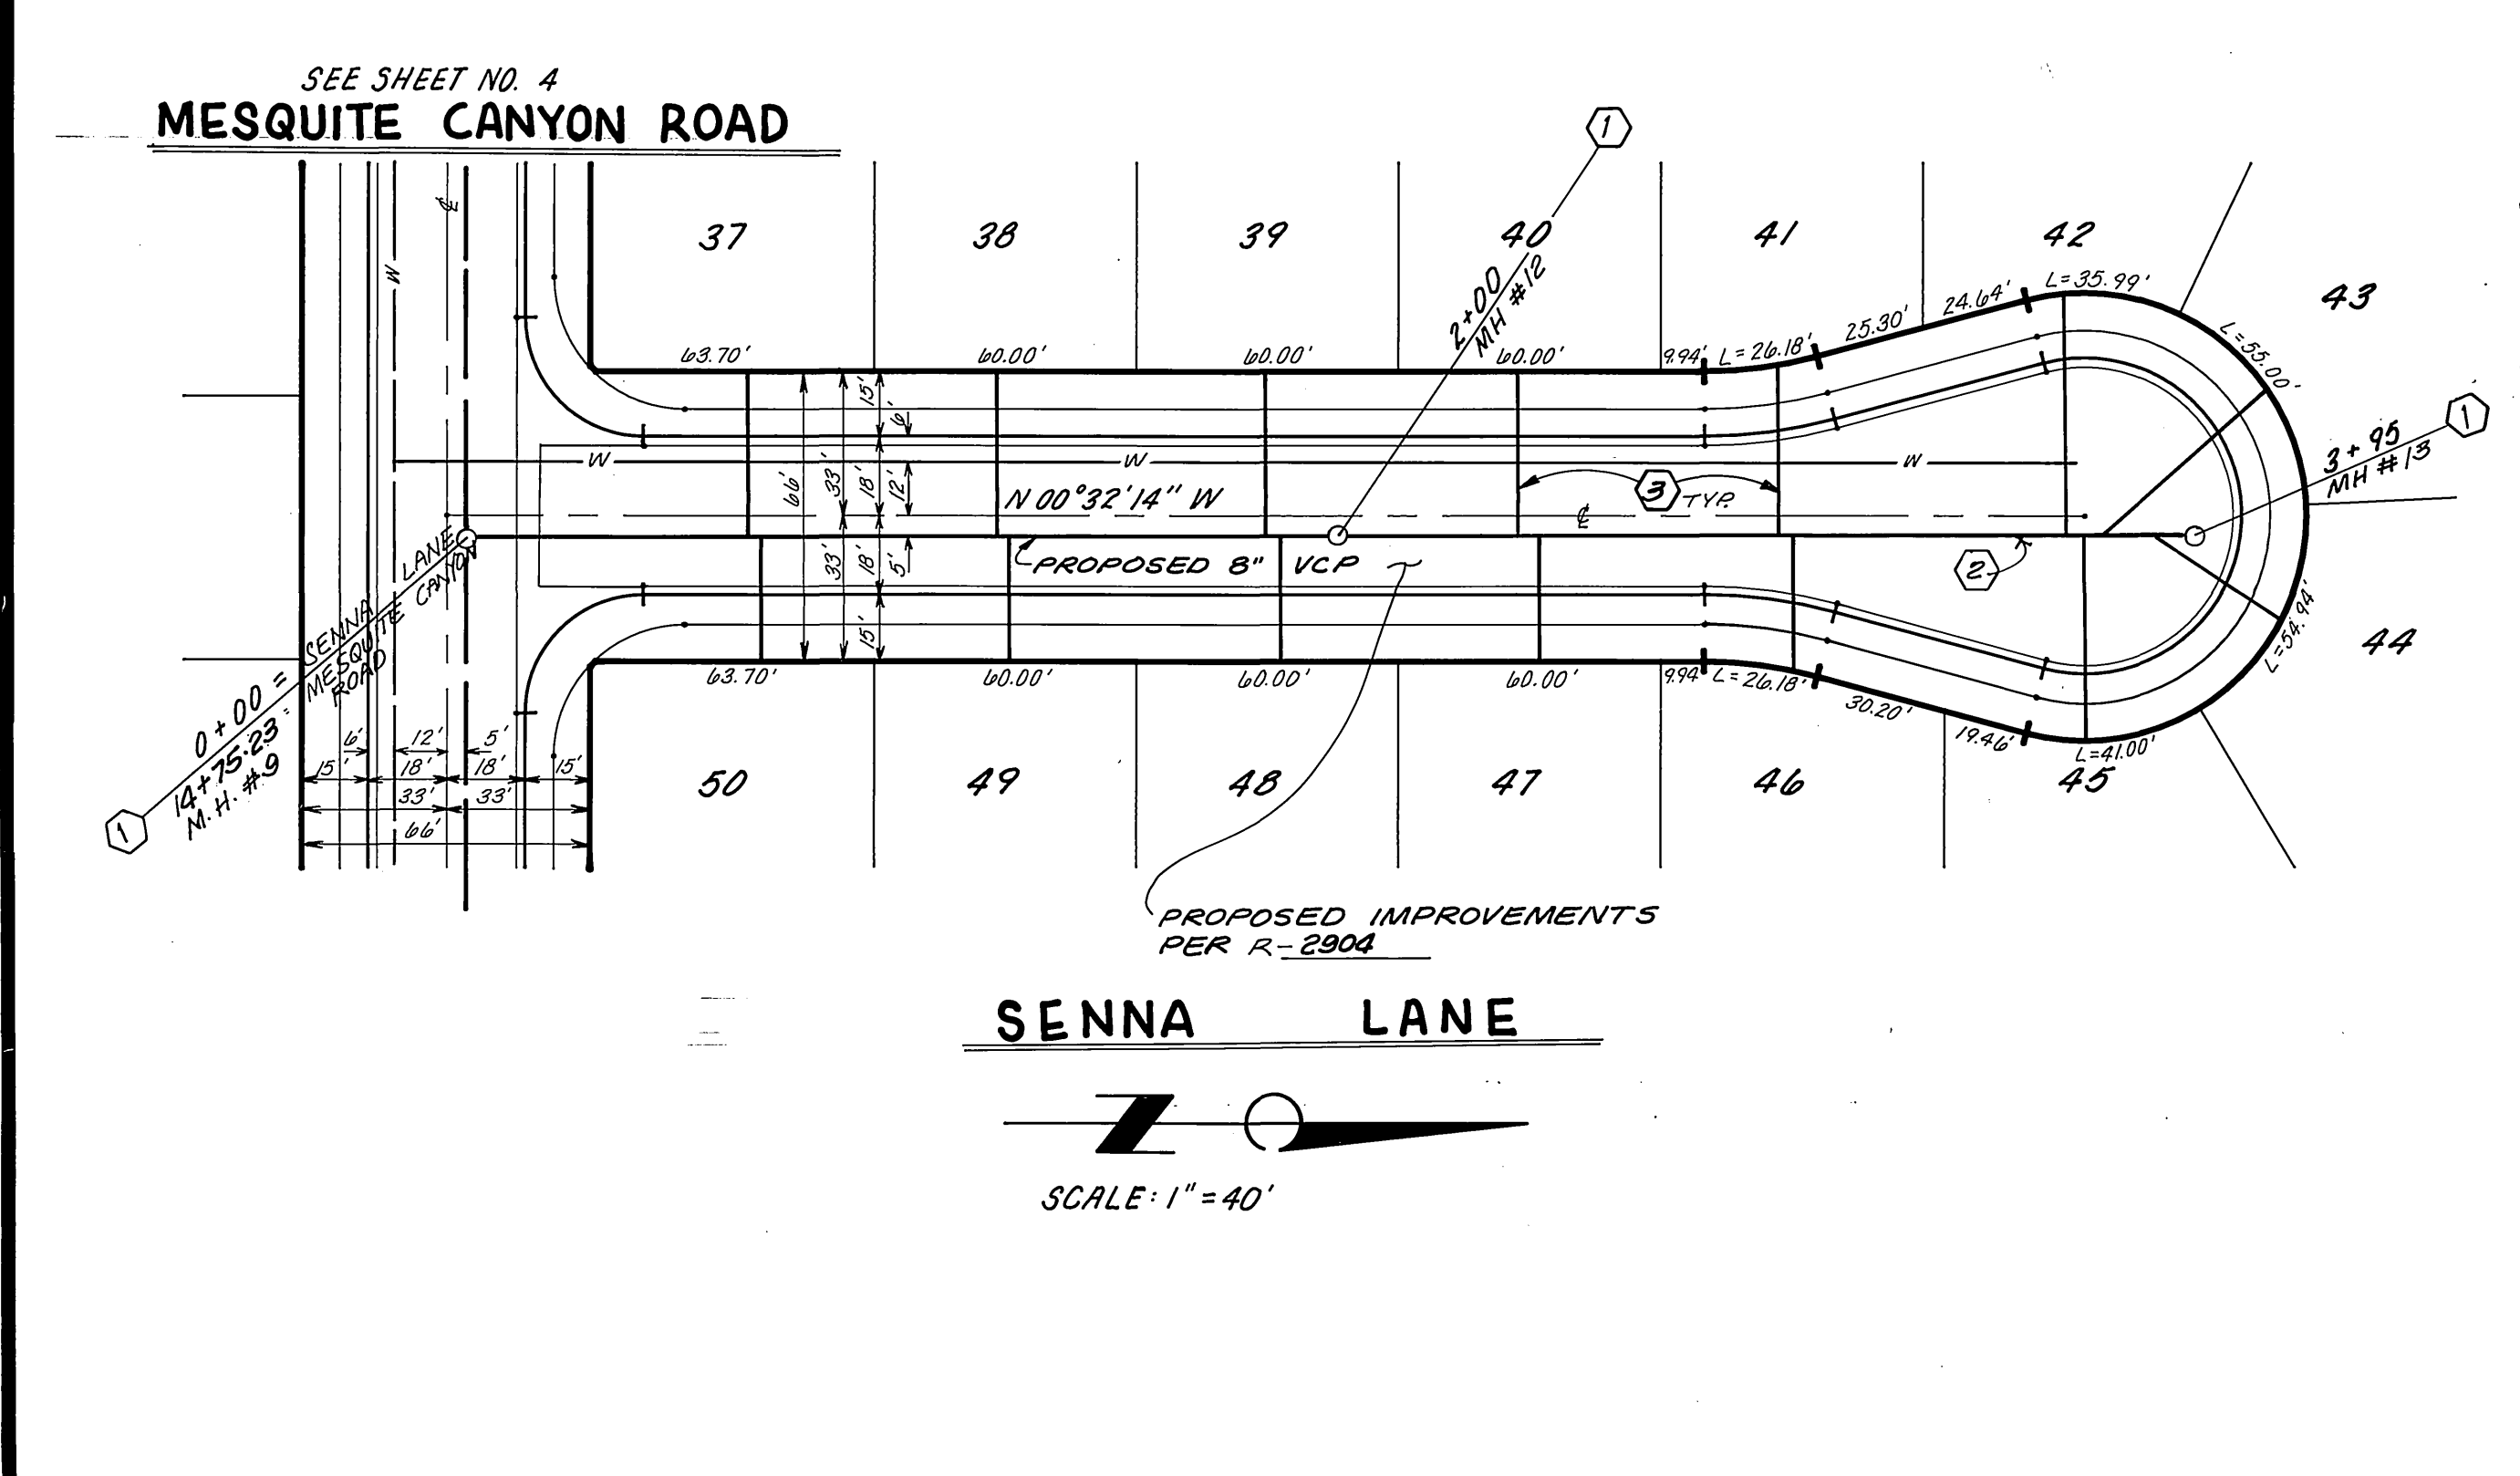 SEE SHEET NO. 4
MESQUITE CANYON ROAD
1
℄
W
37
38
39
40
41
42
43
2+00
MH #12
63.70'
60.00'
60.00'
60.00'
9.94'
L=26.18'
25.30'
24.64'
L=35.99'
L=55.00'
1
3+95
MH #13
W
W
W
66'
33'
18'
15'
6'
12'
N 00°32'14" W
3
TYP.
℄
33'
18'
5'
15'
PROPOSED 8" VCP
2
SENNA LANE
MESQUITE CANYON
ROAD
0+00 =
14+75.23 =
M.H. #9
1
63.70'
60.00'
60.00'
60.00'
9.94'
L=26.18'
30.20'
19.46'
L=41.00'
L=54.94'
44
6'
12'
5'
15'
18'
18'
15'
33'
33'
66'
50
49
48
47
46
45
PROPOSED IMPROVEMENTS
PER R-2904
SENNA LANE
Z
SCALE: 1"=40'